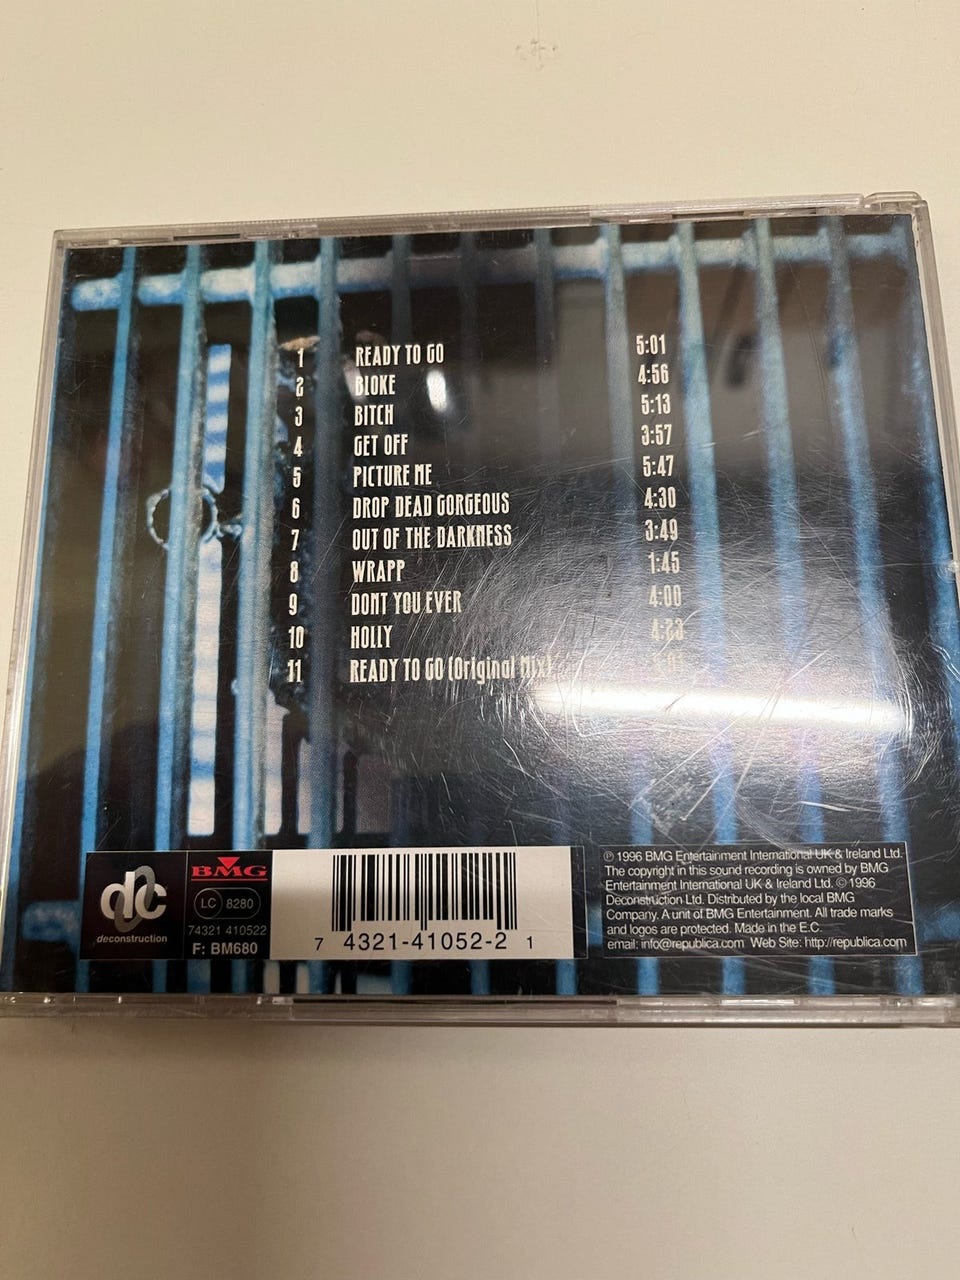 1 READY TO GO 5:01
2 BLOKE 4:56
3 BITCH 5:13
4 GET OFF 3:57
5 PICTURE ME 5:47
6 DROP DEAD GORGEOUS 4:30
7 OUT OF THE DARKNESS 3:49
8 WRAPP 1:45
9 DONT YOU EVER 4:00
10 HOLLY 4:23
11 READY TO GO (Original Mix)
dc
deconstruction
BMG
LC 8280
74321 410522
F: BM680
7 4321-41052-2 1
℗ 1996 BMG Entertainment International UK & Ireland Ltd.
The copyright in this sound recording is owned by BMG
Entertainment International UK & Ireland Ltd. © 1996
Deconstruction Ltd. Distributed by the local BMG
Company. A unit of BMG Entertainment. All trade marks
and logos are protected. Made in the E.C.
email: info@republica.com Web Site: http://republica.com